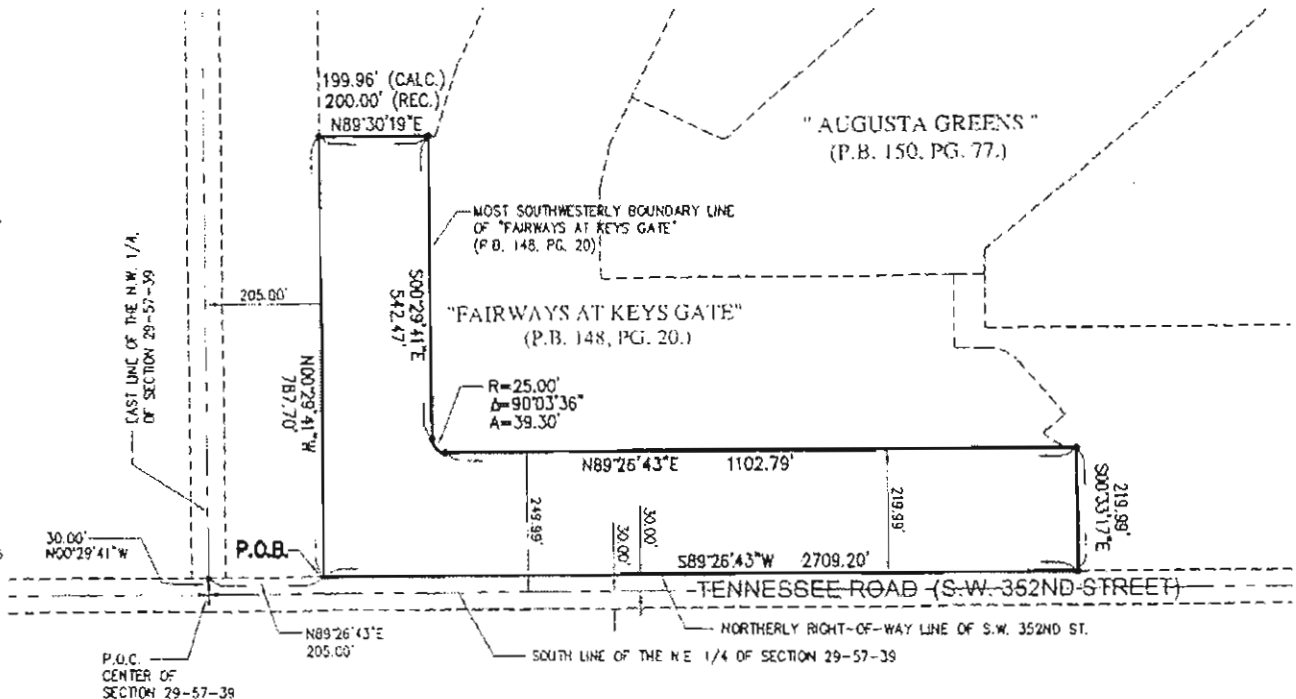 199.96' (CALC.)
200.00' (REC.)
N89°30'19"E
" AUGUSTA GREENS "
(P.B. 150, PG. 77.)
MOST SOUTHWESTERLY BOUNDARY LINE
OF "FAIRWAYS AT KEYS GATE"
(P.B. 148, PG. 20)
EAST LINE OF THE N.W. 1/4,
OF SECTION 29-57-39
205.00'
S00°29'41"E
542.47'
"FAIRWAYS AT KEYS GATE"
(P.B. 148, PG. 20.)
N00°29'41"W
787.70'
R=25.00'
Δ=90°03'36"
A=39.30'
N89°26'43"E 1102.79'
249.99'
219.99'
219.99'
S00°33'17"E
30.00'
N00°29'41"W
P.O.B.
30.00'
30.00'
S89°26'43"W 2709.20'
TENNESSEE ROAD (S.W. 352ND STREET)
N89°26'43"E
205.00'
NORTHERLY RIGHT-OF-WAY LINE OF S.W. 352ND ST.
SOUTH LINE OF THE N.E 1/4 OF SECTION 29-57-39
P.O.C.
CENTER OF
SECTION 29-57-39